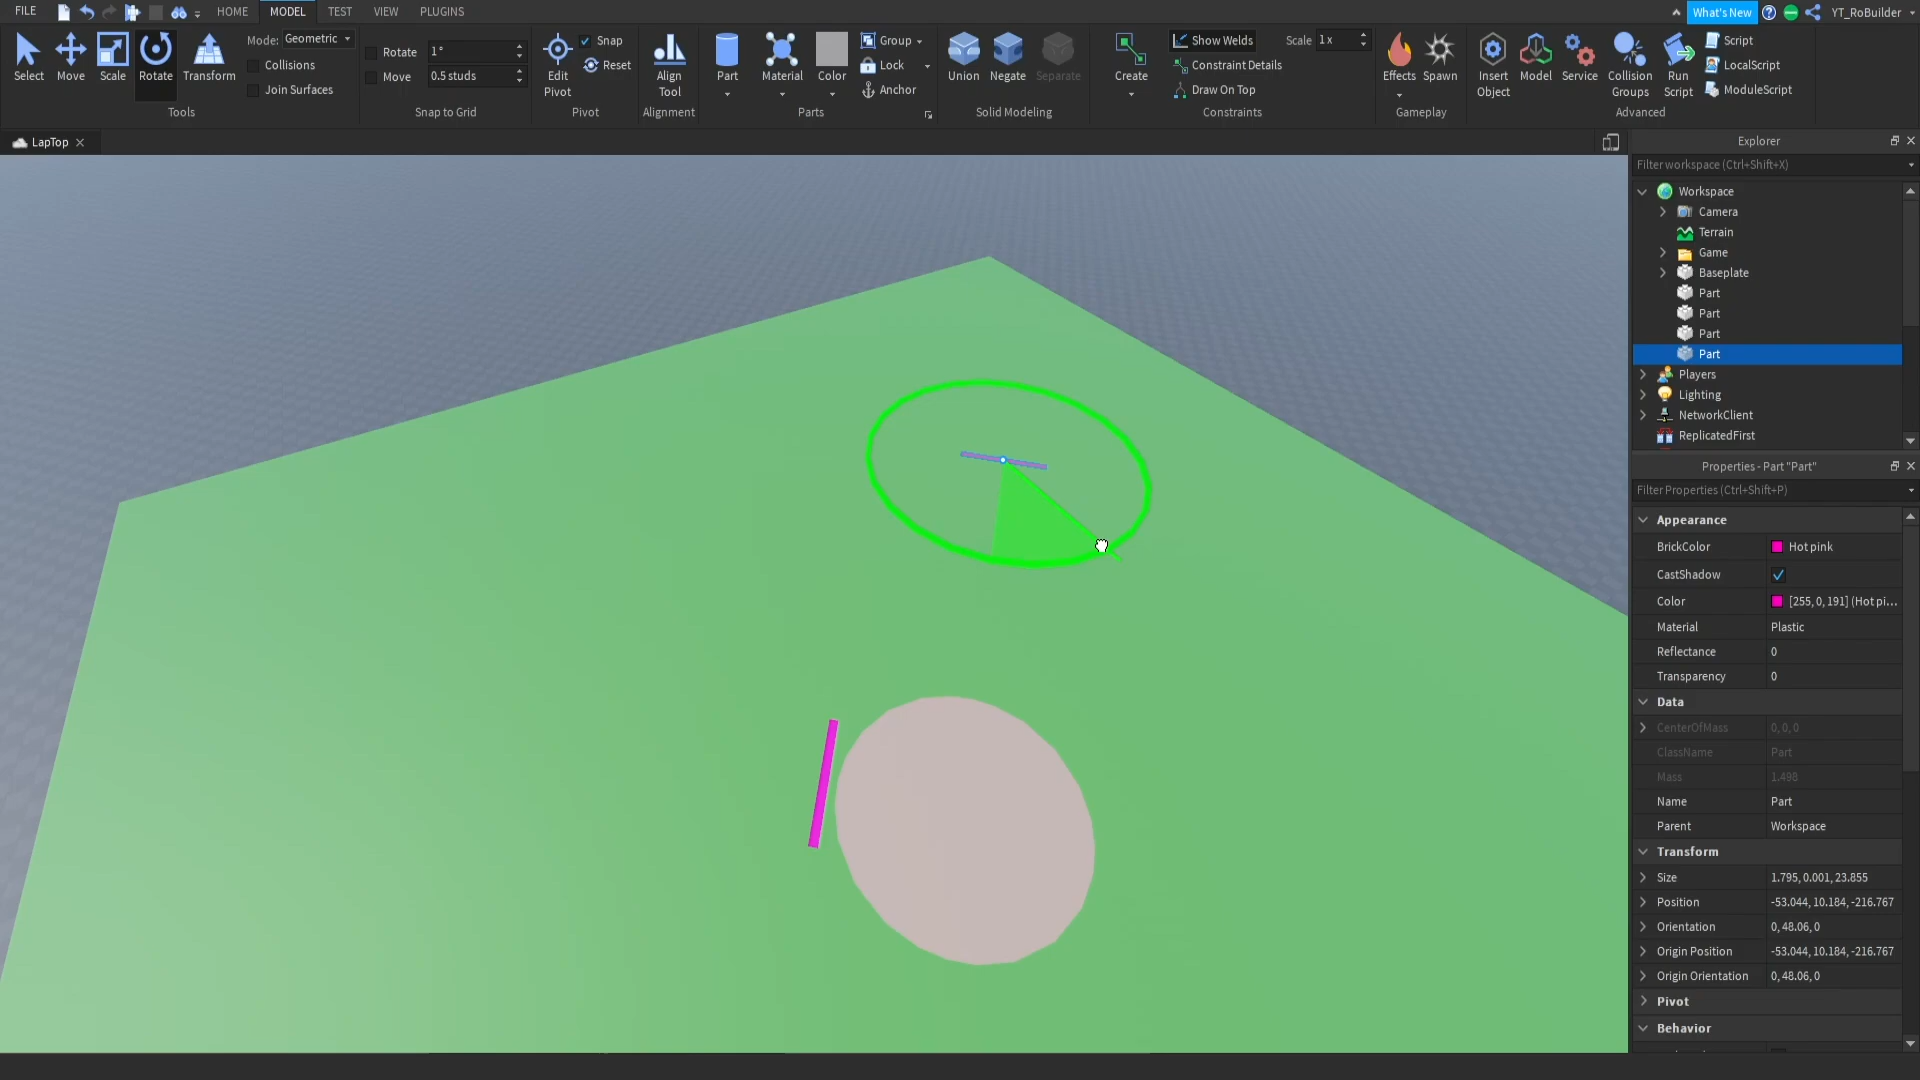 FILE HOME MODEL TEST VIEW PLUGINS What's New YT_RoBuilder
Select Move Scale Rotate Transform
Mode: Geometric
Collisions
Join Surfaces
Tools
Rotate 1°
Move 0.5 studs
Snap to Grid
Edit Pivot
Snap
Reset
Pivot
Align Tool
Alignment
Part Material Color
Group
Lock
Anchor
Parts
Union Negate Separate
Solid Modeling
Create
Show Welds Scale 1x
Constraint Details
Draw On Top
Constraints
Effects Spawn
Gameplay
Insert Object
Model
Service
Collision Groups
Run Script
Script
LocalScript
ModuleScript
Advanced
LapTop
Explorer
Filter workspace (Ctrl+Shift+X)
Workspace
Camera
Terrain
Game
Baseplate
Part
Part
Part
Part
Players
Lighting
NetworkClient
ReplicatedFirst
Properties - Part "Part"
Filter Properties (Ctrl+Shift+P)
Appearance
BrickColor Hot pink
CastShadow
Color [255, 0, 191] (Hot pi...
Material Plastic
Reflectance 0
Transparency 0
Data
CenterOfMass 0, 0, 0
ClassName Part
Mass 1.498
Name Part
Parent Workspace
Transform
Size 1.795, 0.001, 23.855
Position -53.044, 10.184, -216.767
Orientation 0, 48.06, 0
Origin Position -53.044, 10.184, -216.767
Origin Orientation 0, 48.06, 0
Pivot
Behavior